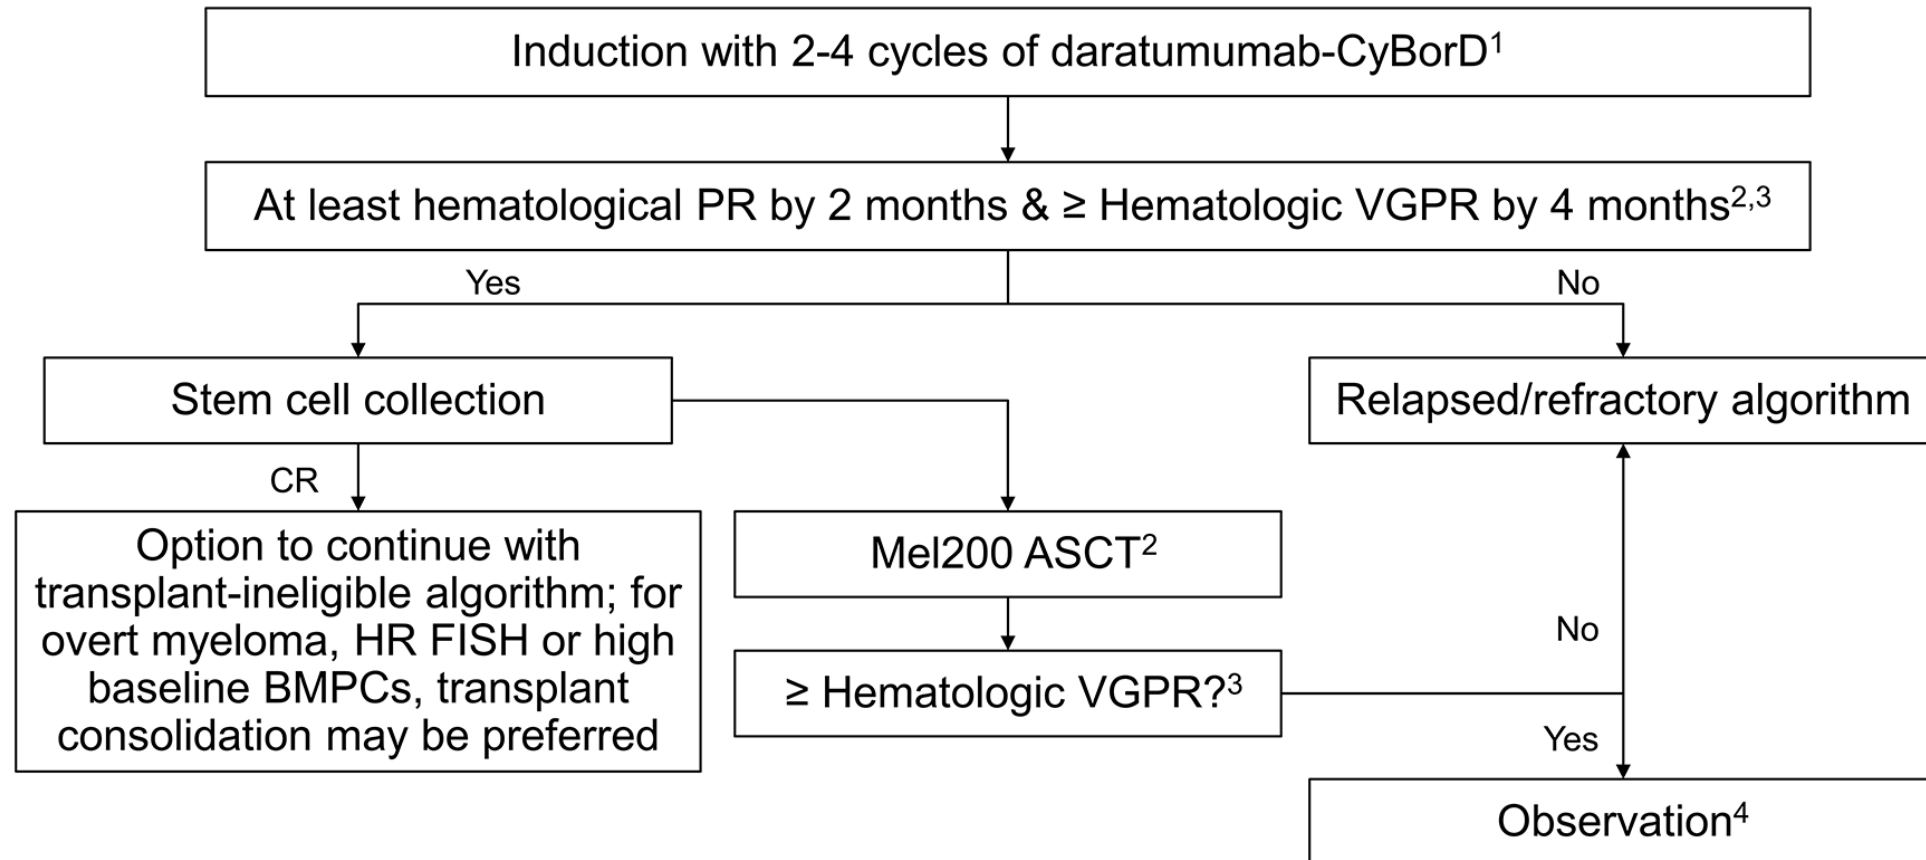 Induction with 2-4 cycles of daratumumab-CyBorD¹
At least hematological PR by 2 months & ≥ Hematologic VGPR by 4 months²,³
Yes
No
Stem cell collection
Relapsed/refractory algorithm
CR
Option to continue with
transplant-ineligible algorithm; for
overt myeloma, HR FISH or high
baseline BMPCs, transplant
consolidation may be preferred
Mel200 ASCT²
≥ Hematologic VGPR?³
No
Yes
Observation⁴